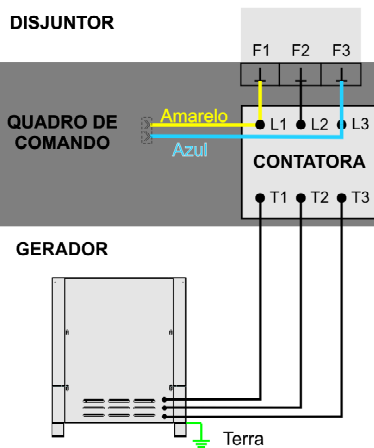 DISJUNTOR
F1 F2 F3
Amarelo
L1 L2 L3
QUADRO DE
COMANDO
Azul
CONTATORA
T1 T2 T3
GERADOR
Terra